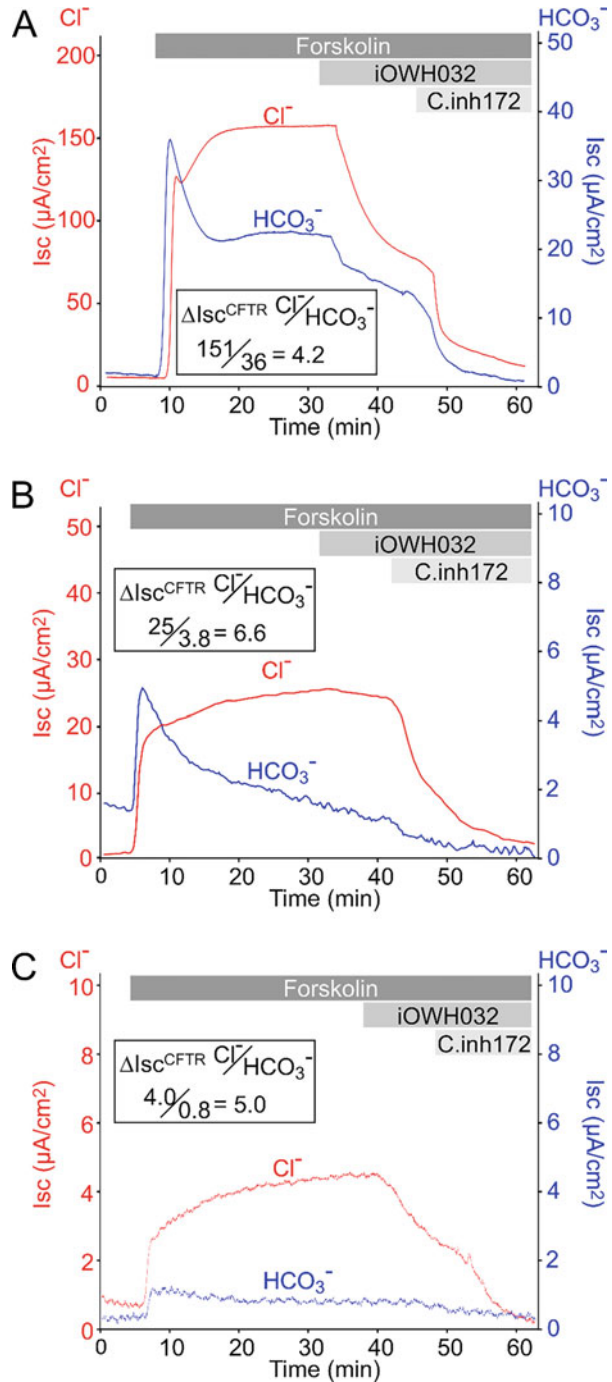 A
Cl⁻ HCO₃⁻
Forskolin
iOWH032
C.inh172
200
150
100
50
0
Isc (µA/cm²)
50
40
30
20
10
0
Isc (µA/cm²)
Cl⁻
HCO₃⁻
ΔIsc^CFTR Cl⁻/HCO₃⁻
151/36 = 4.2
0 10 20 30 40 50 60
Time (min)
B
Cl⁻ HCO₃⁻
Forskolin
iOWH032
C.inh172
50
40
30
20
10
0
Isc (µA/cm²)
10
8
6
4
2
0
Isc (µA/cm²)
ΔIsc^CFTR Cl⁻/HCO₃⁻
25/3.8 = 6.6
Cl⁻
HCO₃⁻
0 10 20 30 40 50 60
Time (min)
C
Cl⁻ HCO₃⁻
Forskolin
iOWH032
C.inh172
10
8
6
4
2
0
Isc (µA/cm²)
10
8
6
4
2
0
Isc (µA/cm²)
ΔIsc^CFTR Cl⁻/HCO₃⁻
4.0/0.8 = 5.0
Cl⁻
HCO₃⁻
0 10 20 30 40 50 60
Time (min)